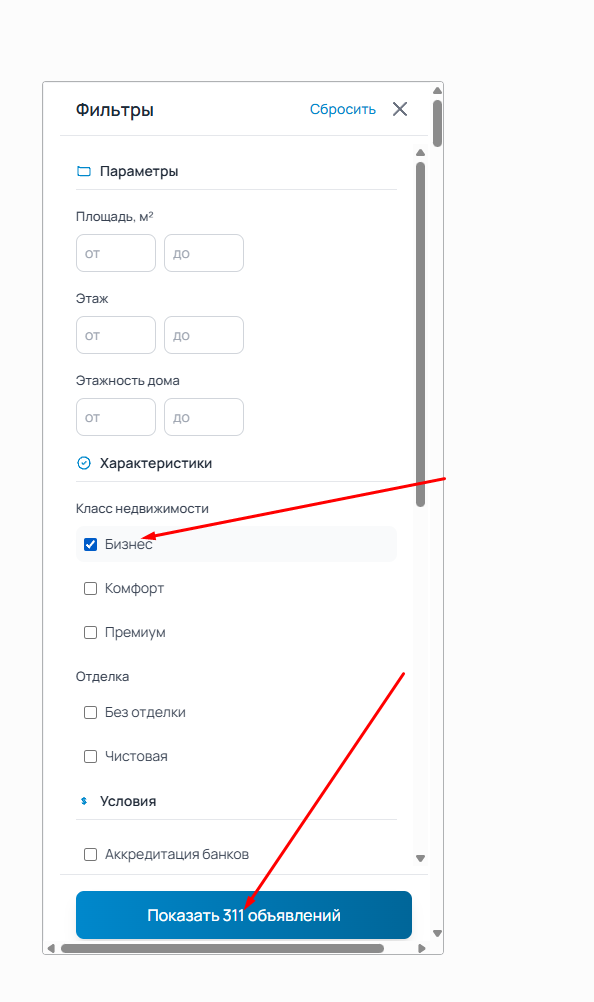 Фильтры Сбросить
Параметры
Площадь, м²
от до
Этаж
от до
Этажность дома
от до
Характеристики
Класс недвижимости
Бизнес
Комфорт
Премиум
Отделка
Без отделки
Чистовая
Условия
Аккредитация банков
Показать 311 объявлений